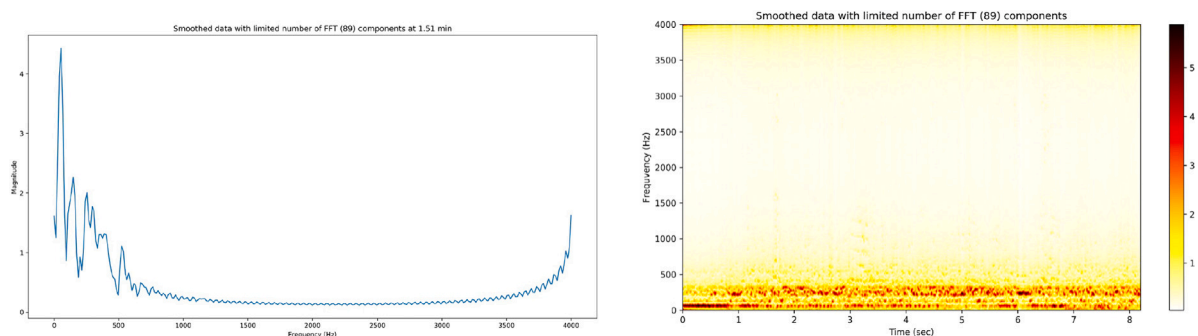 Smoothed data with limited number of FFT (89) components at 1.51 min
4
3
2
1
0
Magnitude
0 500 1000 1500 2000 2500 3000 3500 4000
Frequency (Hz)
Smoothed data with limited number of FFT (89) components
4000
3500
3000
2500
2000
1500
1000
500
0
Frequvency (Hz)
0 1 2 3 4 5 6 7 8
Time (sec)
5
4
3
2
1